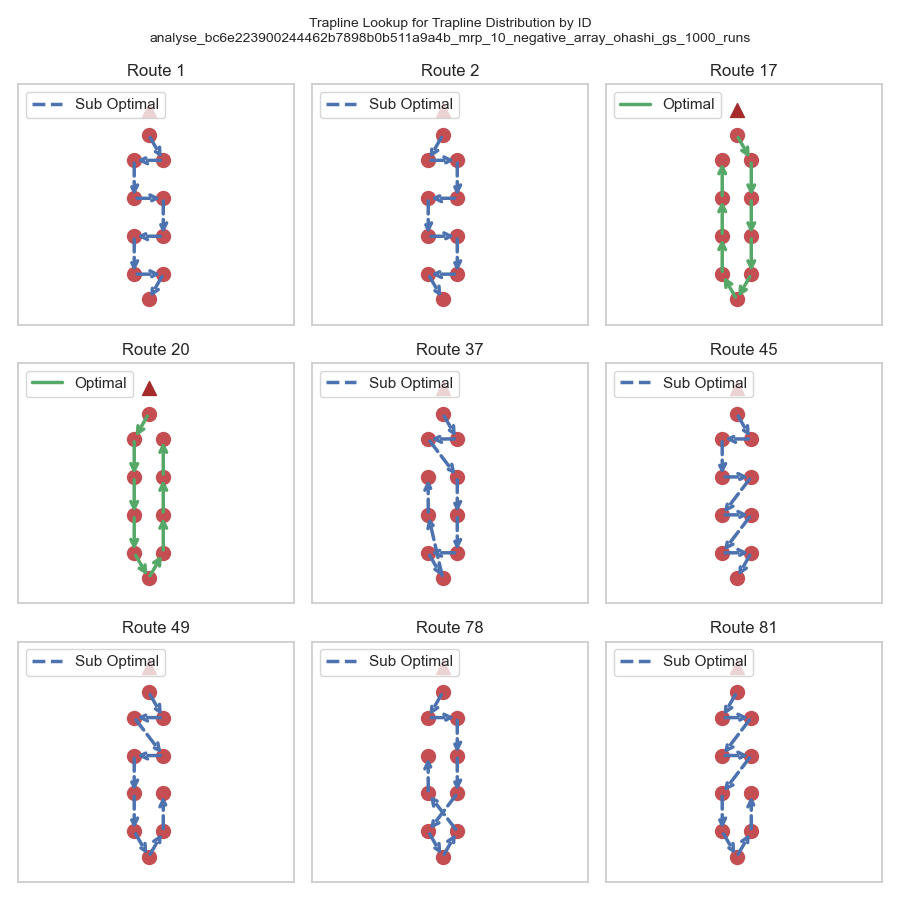 Trapline Lookup for Trapline Distribution by ID
analyse_bc6e223900244462b7898b0b511a9a4b_mrp_10_negative_array_ohashi_gs_1000_runs
Route 1
Sub Optimal
Route 2
Sub Optimal
Route 17
Optimal
Route 20
Optimal
Route 37
Sub Optimal
Route 45
Sub Optimal
Route 49
Sub Optimal
Route 78
Sub Optimal
Route 81
Sub Optimal